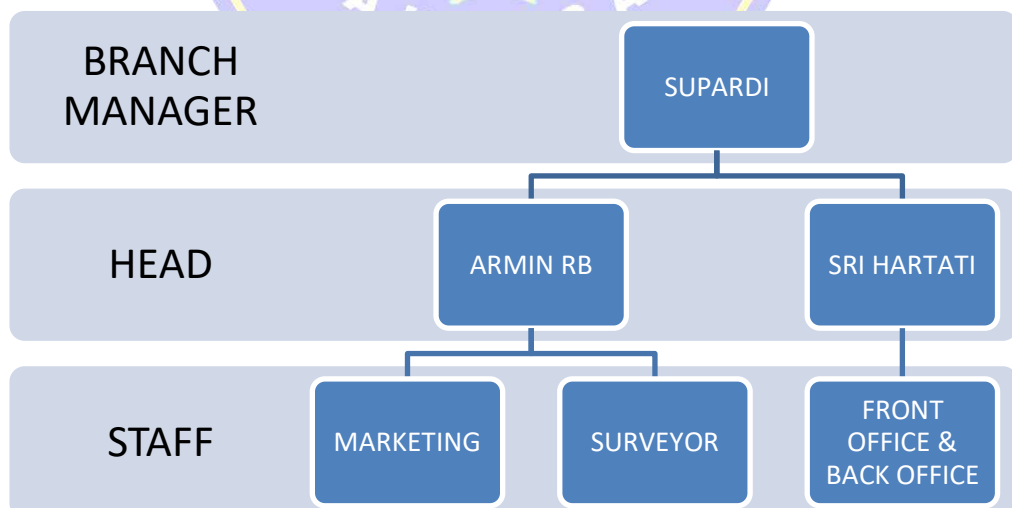 BRANCH
MANAGER
SUPARDI
HEAD
ARMIN RB
SRI HARTATI
STAFF
MARKETING
SURVEYOR
FRONT
OFFICE &
BACK OFFICE